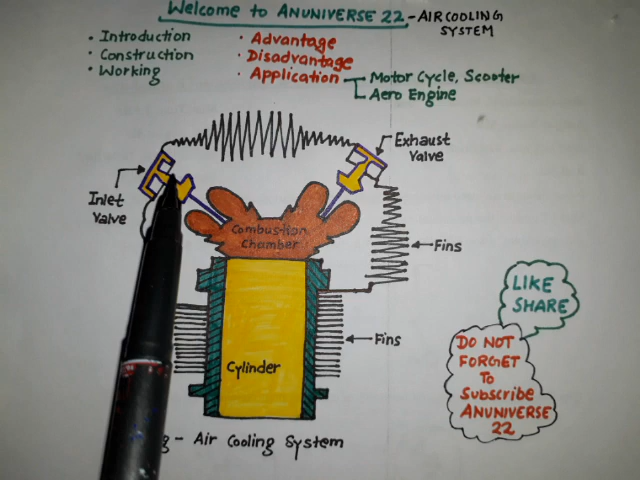 Welcome to ANUNIVERSE 22 - AIR COOLING
SYSTEM
• Introduction
• Construction
• Working
• Advantage
• Disadvantage
• Application
Motor Cycle, Scooter
Aero Engine
Exhaust
Valve
Inlet
Valve
Combustion
Chamber
Fins
Fins
Cylinder
LIKE
SHARE
DO NOT
FORGET
To
Subscribe
ANUNIVERSE
22
- Air Cooling System